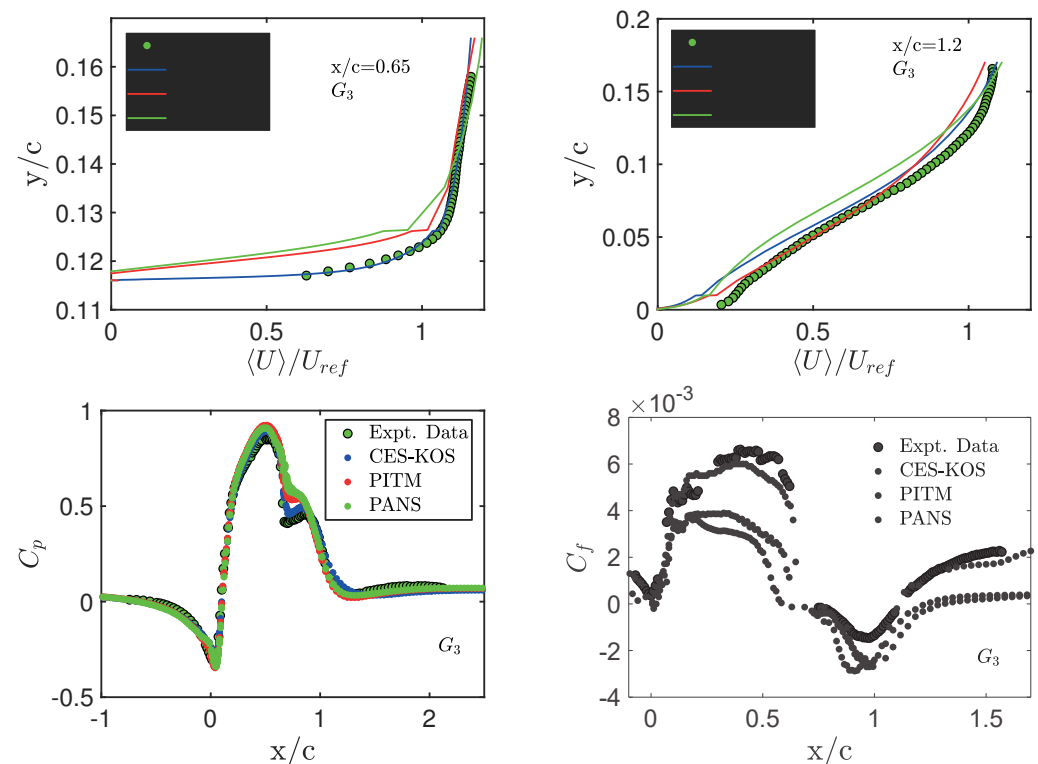 0.16
0.15
0.14
0.13
0.12
0.11
y/c
x/c=0.65
G3
0
0.5
1
⟨U⟩/Uref
0.2
0.15
0.1
0.05
0
y/c
x/c=1.2
G3
0
0.5
1
⟨U⟩/Uref
1
0.5
0
-0.5
Cp
Expt. Data
CES-KOS
PITM
PANS
G3
-1
0
1
2
x/c
×10-3
8
6
4
2
0
-2
-4
Cf
Expt. Data
CES-KOS
PITM
PANS
G3
0
0.5
1
1.5
x/c